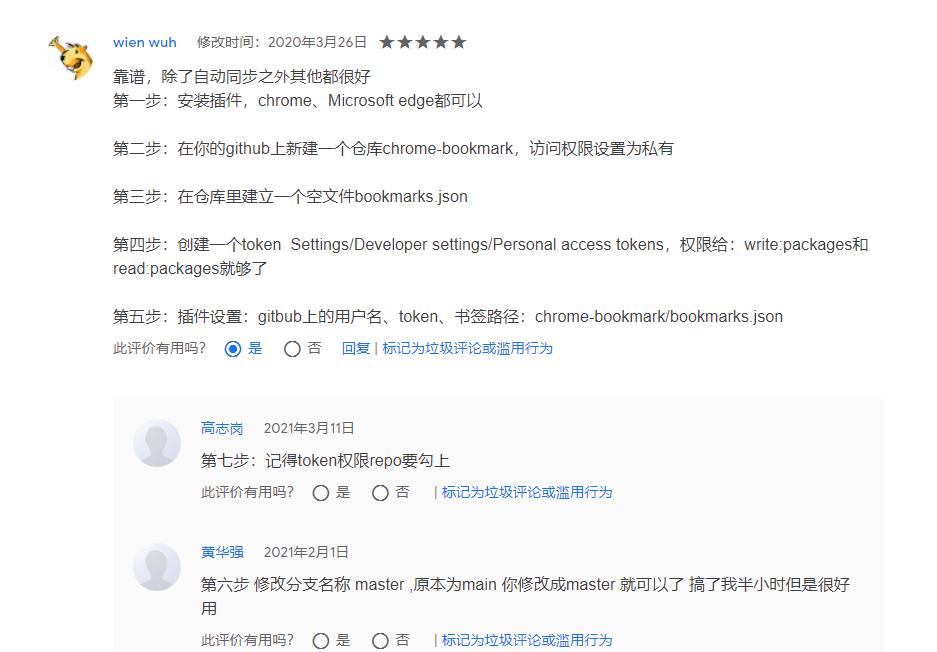 wien wuh 修改时间：2020年3月26日 ★★★★★
靠谱，除了自动同步之外其他都很好
第一步：安装插件，chrome、Microsoft edge都可以
第二步：在你的github上新建一个仓库chrome-bookmark，访问权限设置为私有
第三步：在仓库里建立一个空文件bookmarks.json
第四步：创建一个token  Settings/Developer settings/Personal access tokens，权限给：write:packages和
read:packages就够了
第五步：插件设置：gitbub上的用户名、token、书签路径：chrome-bookmark/bookmarks.json
此评价有用吗? 是 否 回复 | 标记为垃圾评论或滥用行为
高志岗 2021年3月11日
第七步：记得token权限repo要勾上
此评价有用吗? 是 否 | 标记为垃圾评论或滥用行为
黄华强 2021年2月1日
第六步 修改分支名称 master ,原本为main 你修改成master 就可以了 搞了我半小时但是很好
用
此评价有用吗? 是 否 | 标记为垃圾评论或滥用行为